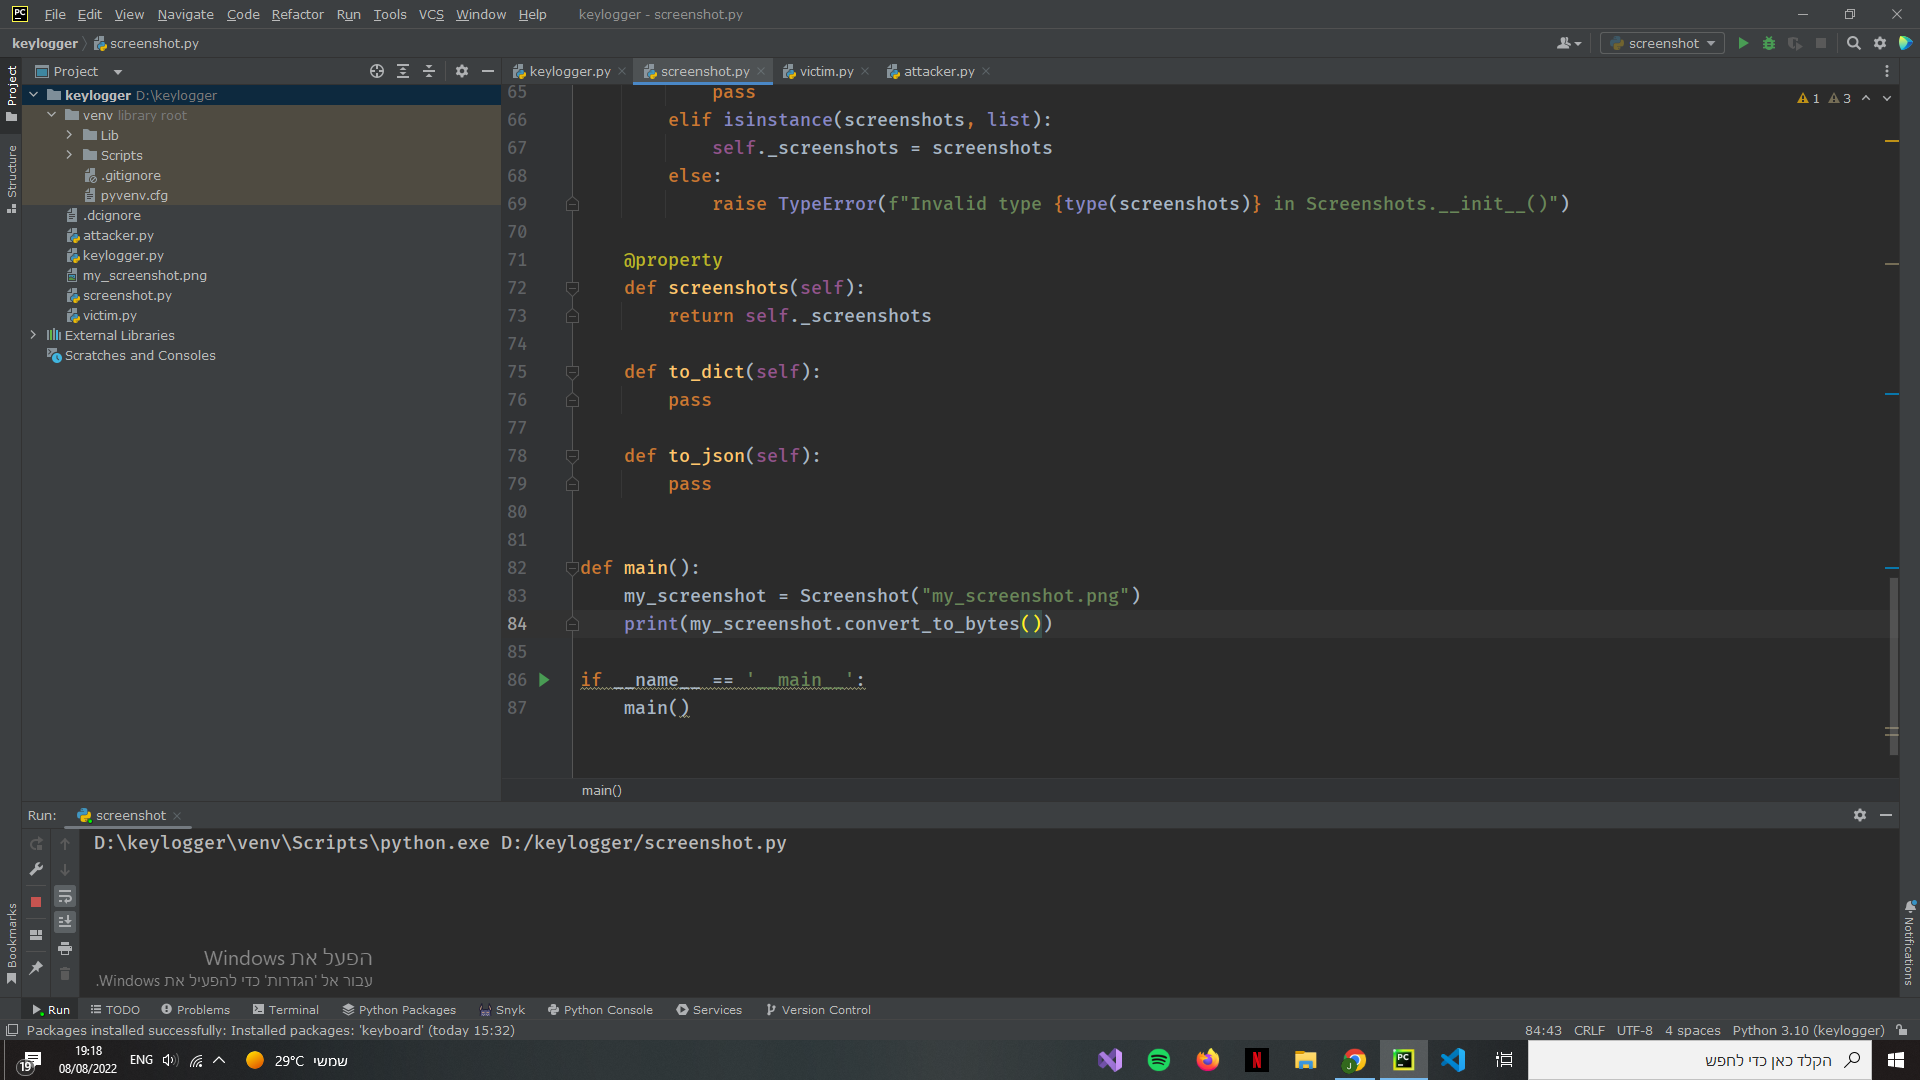 File Edit View Navigate Code Refactor Run Tools VCS Window Help keylogger - screenshot.py
keylogger screenshot.py
screenshot
Project
keylogger.py screenshot.py victim.py attacker.py
Project
Structure
Bookmarks
Notifications
keylogger D:\keylogger
venv library root
Lib
Scripts
.gitignore
pyvenv.cfg
.dcignore
attacker.py
keylogger.py
my_screenshot.png
screenshot.py
victim.py
External Libraries
Scratches and Consoles
1 3
65 pass
66 elif isinstance(screenshots, list):
67 self._screenshots = screenshots
68 else:
69 raise TypeError(f"Invalid type {type(screenshots)} in Screenshots.__init__()")
70
71 @property
72 def screenshots(self):
73 return self._screenshots
74
75 def to_dict(self):
76 pass
77
78 def to_json(self):
79 pass
80
81
82 def main():
83 my_screenshot = Screenshot("my_screenshot.png")
84 print(my_screenshot.convert_to_bytes())
85
86 if __name__ == '__main__':
87 main()
main()
Run: screenshot
D:\keylogger\venv\Scripts\python.exe D:/keylogger/screenshot.py
הפעל את Windows
עבור אל 'הגדרות' כדי להפעיל את Windows.
Run TODO Problems Terminal Python Packages Snyk Python Console Services Version Control
Packages installed successfully: Installed packages: 'keyboard' (today 15:32)
84:43 CRLF UTF-8 4 spaces Python 3.10 (keylogger)
19
19:18
08/08/2022
ENG
29°C שמשי
הקלד כאן כדי לחפש